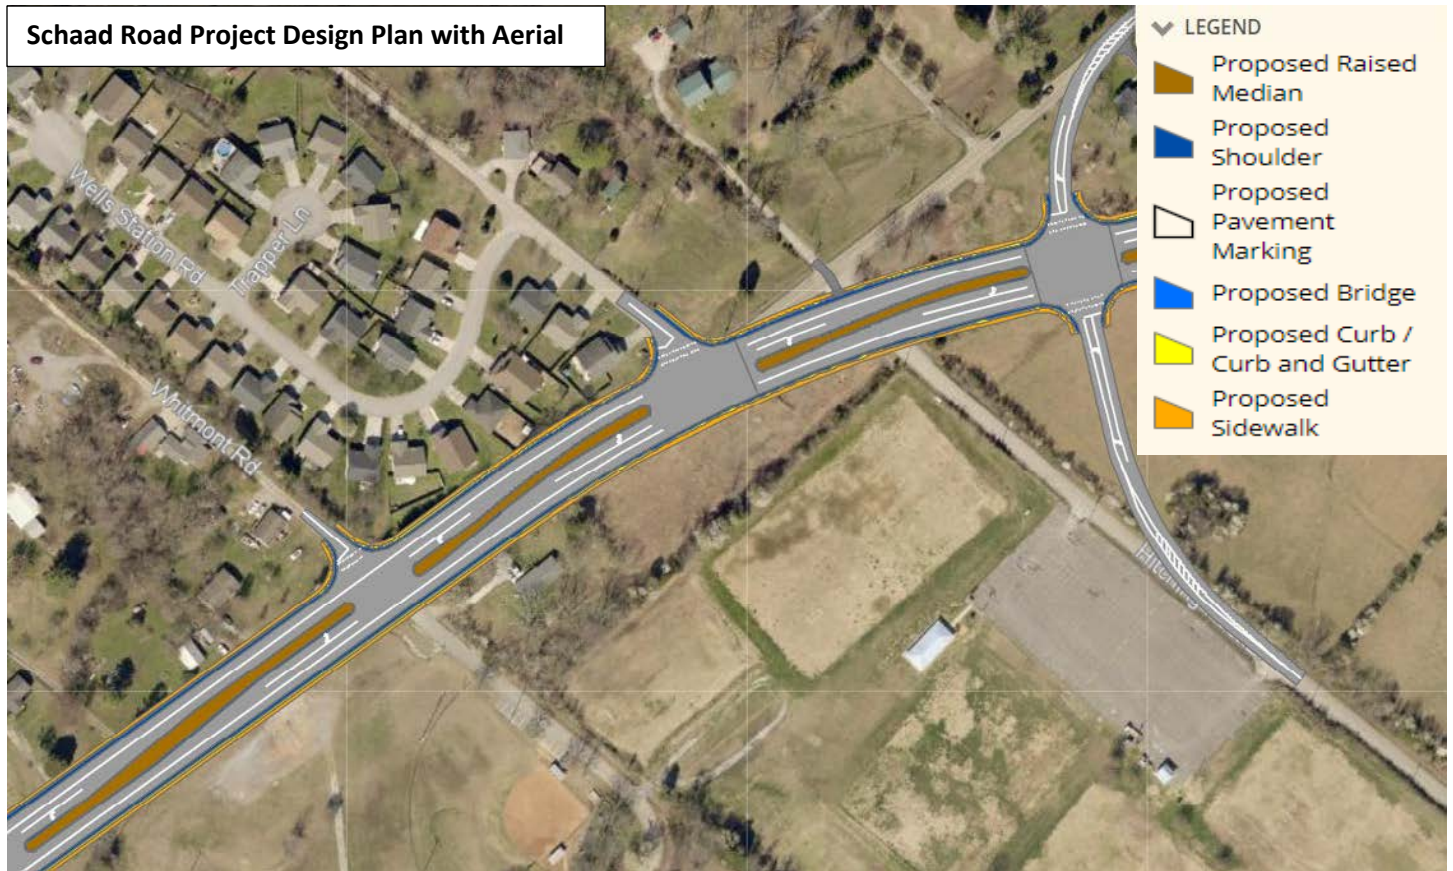 Schaad Road Project Design Plan with Aerial
LEGEND
Proposed Raised
Median
Proposed
Shoulder
Proposed
Pavement
Marking
Proposed Bridge
Proposed Curb /
Curb and Gutter
Proposed
Sidewalk
Wells Station Rd
Trapper Ln
Whitmont Rd